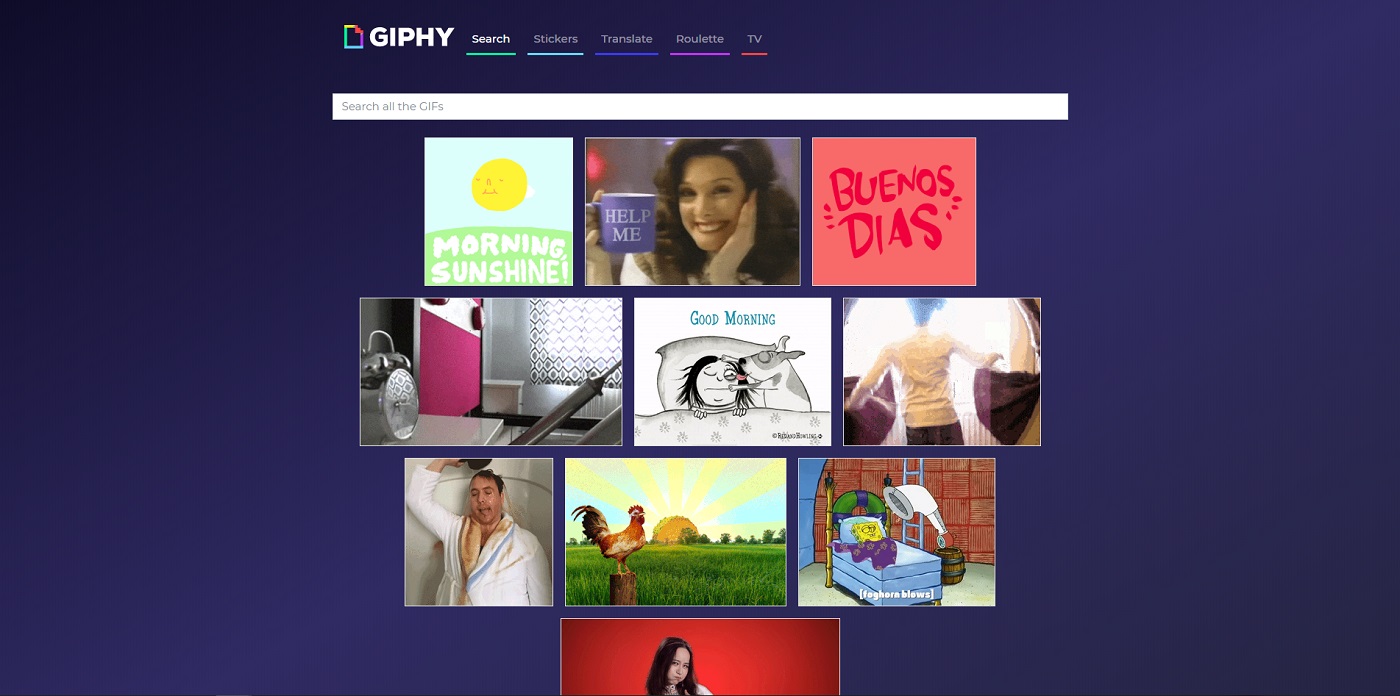 GIPHY
Search
Stickers
Translate
Roulette
TV
Search all the GIFs
MORNING,
SUNSHINE!
HELP
ME
BUENOS
DIAS
GOOD MORNING
©REDANDHOWLING
[foghorn blows]